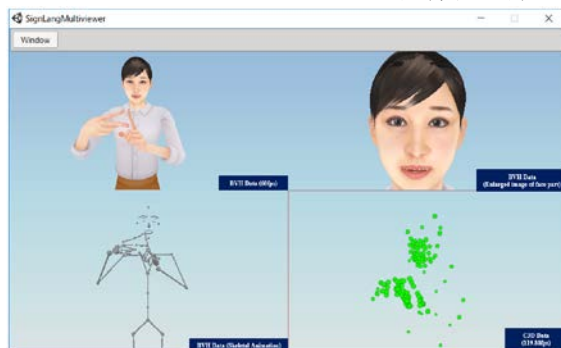 SignLangMultiviewer
Window
BVH Data (60fps)
BVH Data
(Enlarged image of face part)
BVH Data (Skeletal Animation)
C3D Data
(119.88fps)